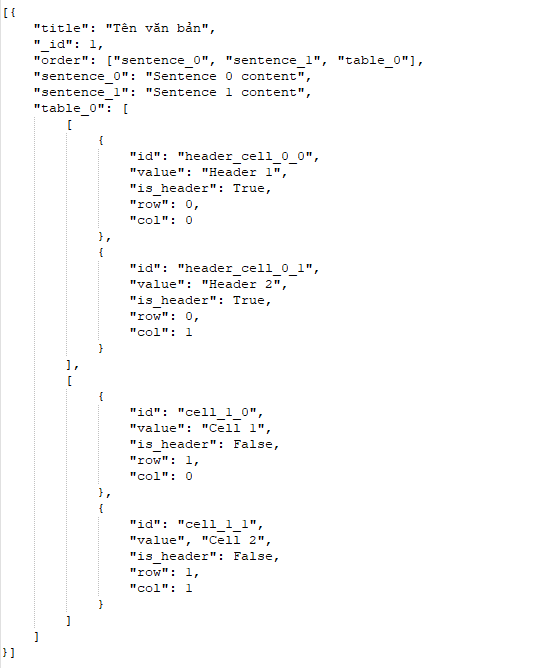 [{
    "title": "Tên văn bản",
    "_id": 1,
    "order": ["sentence_0", "sentence_1", "table_0"],
    "sentence_0": "Sentence 0 content",
    "sentence_1": "Sentence 1 content",
    "table_0": [
        [
            {
                "id": "header_cell_0_0",
                "value": "Header 1",
                "is_header": True,
                "row": 0,
                "col": 0
            },
            {
                "id": "header_cell_0_1",
                "value": "Header 2",
                "is_header": True,
                "row": 0,
                "col": 1
            }
        ],
        [
            {
                "id": "cell_1_0",
                "value": "Cell 1",
                "is_header": False,
                "row": 1,
                "col": 0
            },
            {
                "id": "cell_1_1",
                "value", "Cell 2",
                "is_header": False,
                "row": 1,
                "col": 1
            }
        ]
    ]
}]